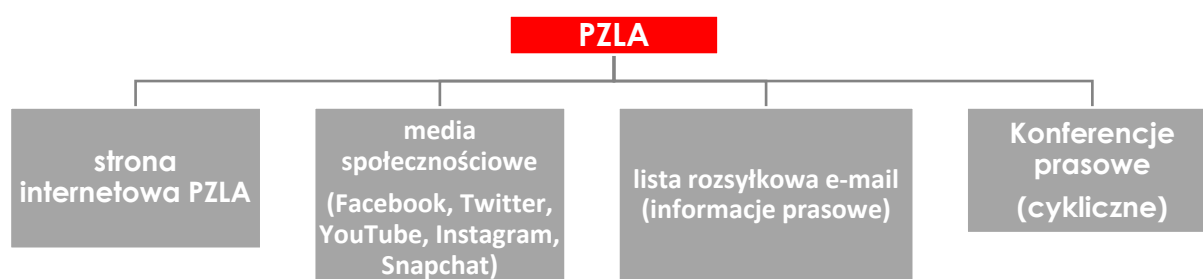 PZLA
strona
internetowa PZLA
media
społecznościowe
(Facebook, Twitter,
YouTube, Instagram,
Snapchat)
lista rozsyłkowa e-mail
(informacje prasowe)
Konferencje
prasowe
(cykliczne)